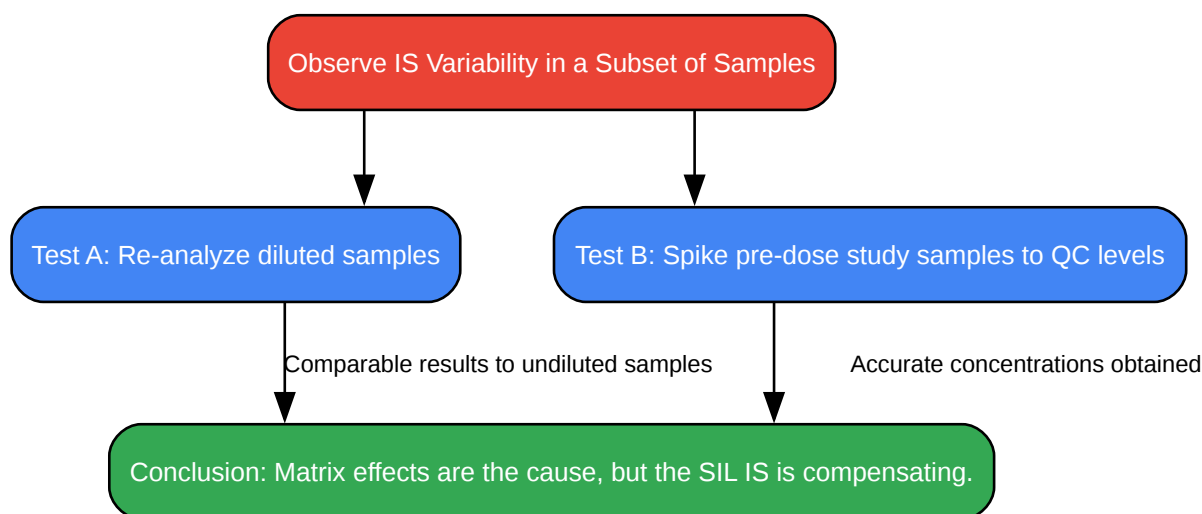 Observe IS Variability in a Subset of Samples
Test A: Re-analyze diluted samples
Test B: Spike pre-dose study samples to QC levels
Comparable results to undiluted samples
Accurate concentrations obtained
Conclusion: Matrix effects are the cause, but the SIL IS is compensating.